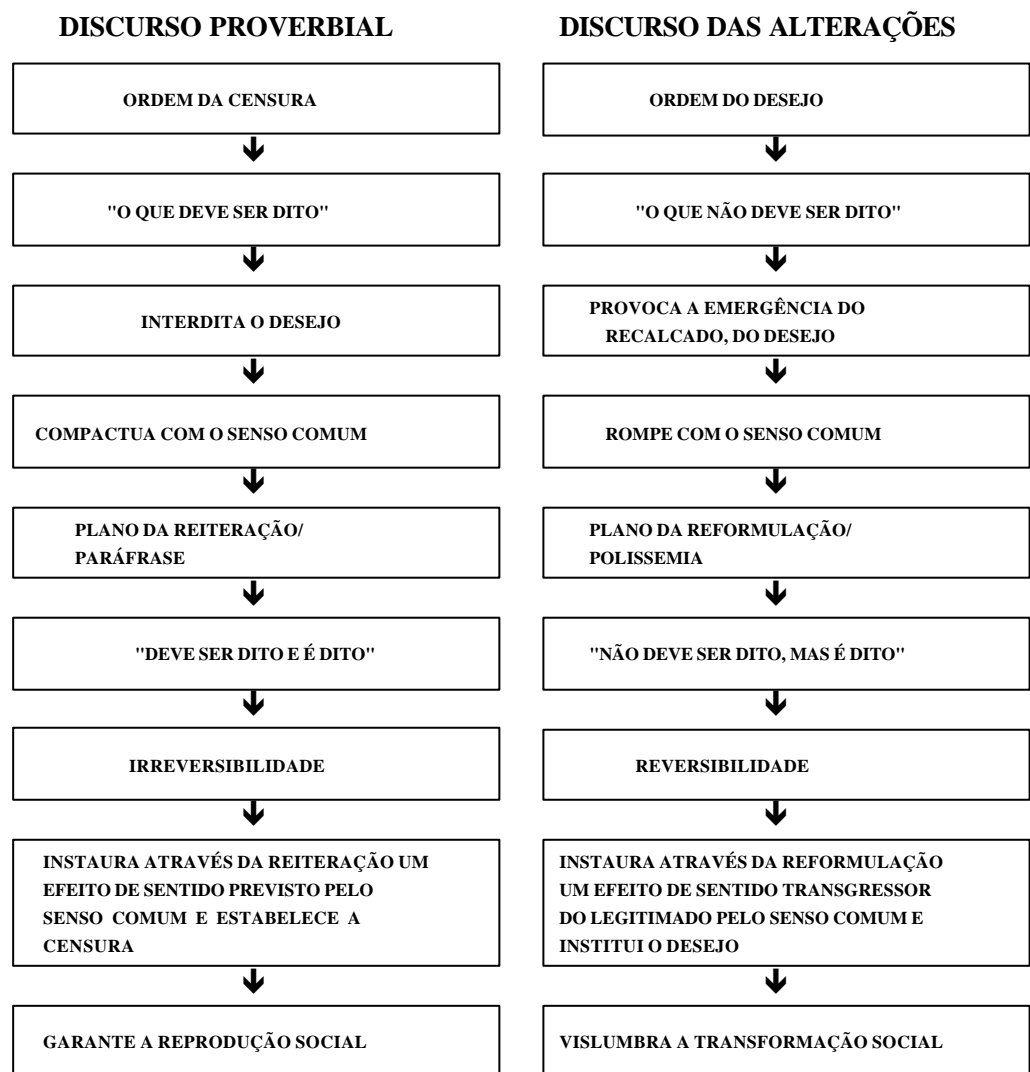 DISCURSO PROVERBIAL
ORDEM DA CENSURA
"O QUE DEVE SER DITO"
INTERDITA O DESEJO
COMPACTUA COM O SENSO COMUM
PLANO DA REITERAÇÃO/
PARÁFRASE
"DEVE SER DITO E É DITO"
IRREVERSIBILIDADE
INSTAURA ATRAVÉS DA REITERAÇÃO UM
EFEITO DE SENTIDO PREVISTO PELO
SENSO COMUM E ESTABELECE A
CENSURA
GARANTE A REPRODUÇÃO SOCIAL
DISCURSO DAS ALTERAÇÕES
ORDEM DO DESEJO
"O QUE NÃO DEVE SER DITO"
PROVOCA A EMERGÊNCIA DO
RECALCADO, DO DESEJO
ROMPE COM O SENSO COMUM
PLANO DA REFORMULAÇÃO/
POLISSEMIA
"NÃO DEVE SER DITO, MAS É DITO"
REVERSIBILIDADE
INSTAURA ATRAVÉS DA REFORMULAÇÃO
UM EFEITO DE SENTIDO TRANSGRESSOR
DO LEGITIMADO PELO SENSO COMUM E
INSTITUI O DESEJO
VISLUMBRA A TRANSFORMAÇÃO SOCIAL